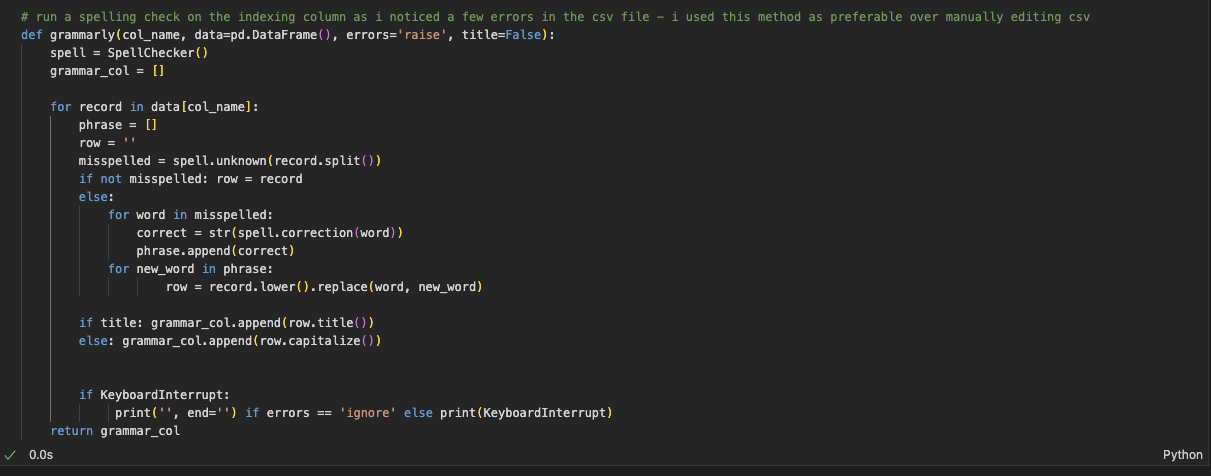 # run a spelling check on the indexing column as i noticed a few errors in the csv file – i used this method as preferable over manually editing csv
def grammarly(col_name, data=pd.DataFrame(), errors='raise', title=False):
    spell = SpellChecker()
    grammar_col = []

    for record in data[col_name]:
        phrase = []
        row = ''
        misspelled = spell.unknown(record.split())
        if not misspelled: row = record
        else:
            for word in misspelled:
                correct = str(spell.correction(word))
                phrase.append(correct)
            for new_word in phrase:
                    row = record.lower().replace(word, new_word)

        if title: grammar_col.append(row.title())
        else: grammar_col.append(row.capitalize())


        if KeyboardInterrupt:
             print('', end='') if errors == 'ignore' else print(KeyboardInterrupt)
    return grammar_col
✓ 0.0s Python